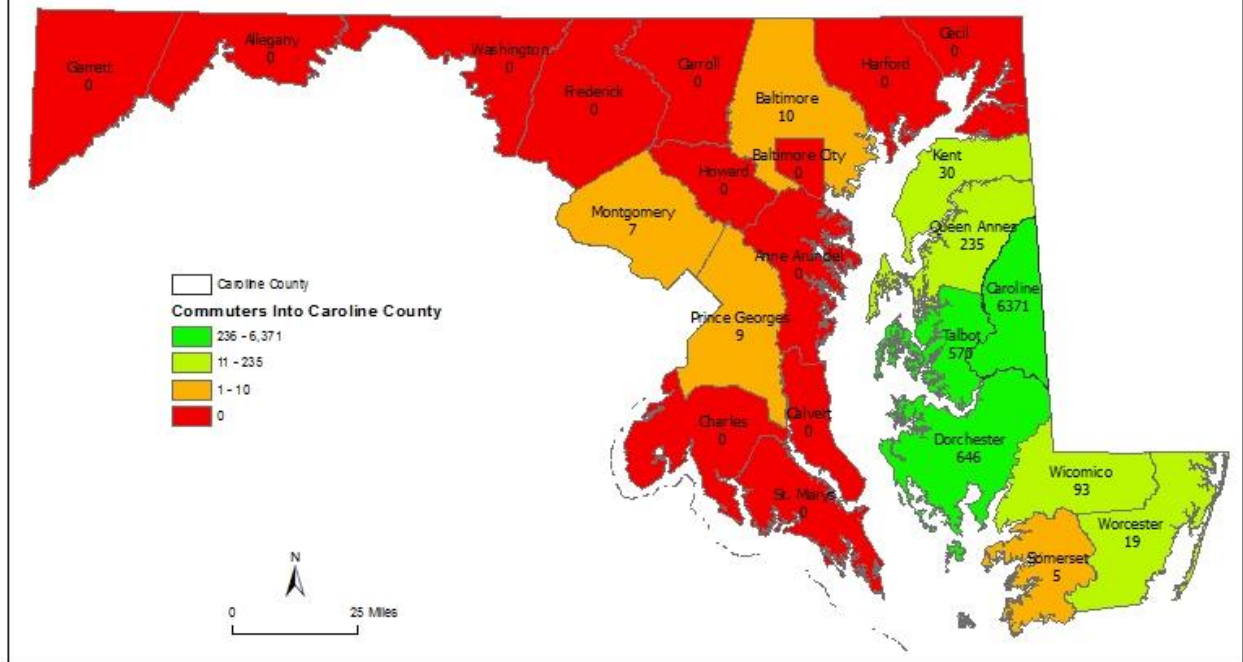 Garrett
0
Allegany
0
Washington
0
Frederick
0
Carroll
0
Baltimore
10
Harford
0
Cecil
0
Baltimore City
0
Howard
0
Montgomery
7
Anne Arundel
0
Prince Georges
9
Charles
0
Calvert
0
St. Marys
0
Kent
30
Queen Annes
235
Caroline
6371
Talbot
570
Dorchester
646
Wicomico
93
Worcester
19
Somerset
5
Caroline County
Commuters Into Caroline County
236 - 6,371
11 - 235
1 - 10
0
N
0 25 Miles